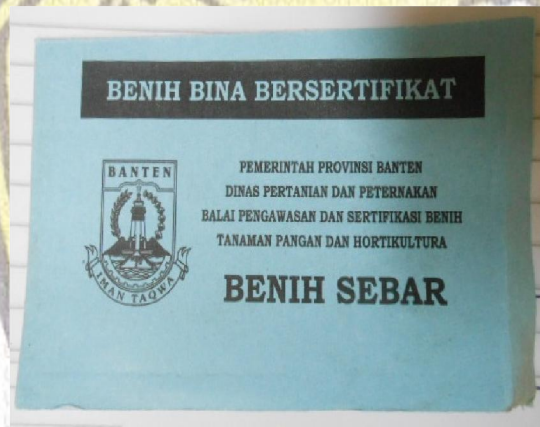 BENIH BINA BERSERTIFIKAT
BANTEN
IMAN TAQWA
PEMERINTAH PROVINSI BANTEN
DINAS PERTANIAN DAN PETERNAKAN
BALAI PENGAWASAN DAN SERTIFIKASI BENIH
TANAMAN PANGAN DAN HORTIKULTURA
BENIH SEBAR